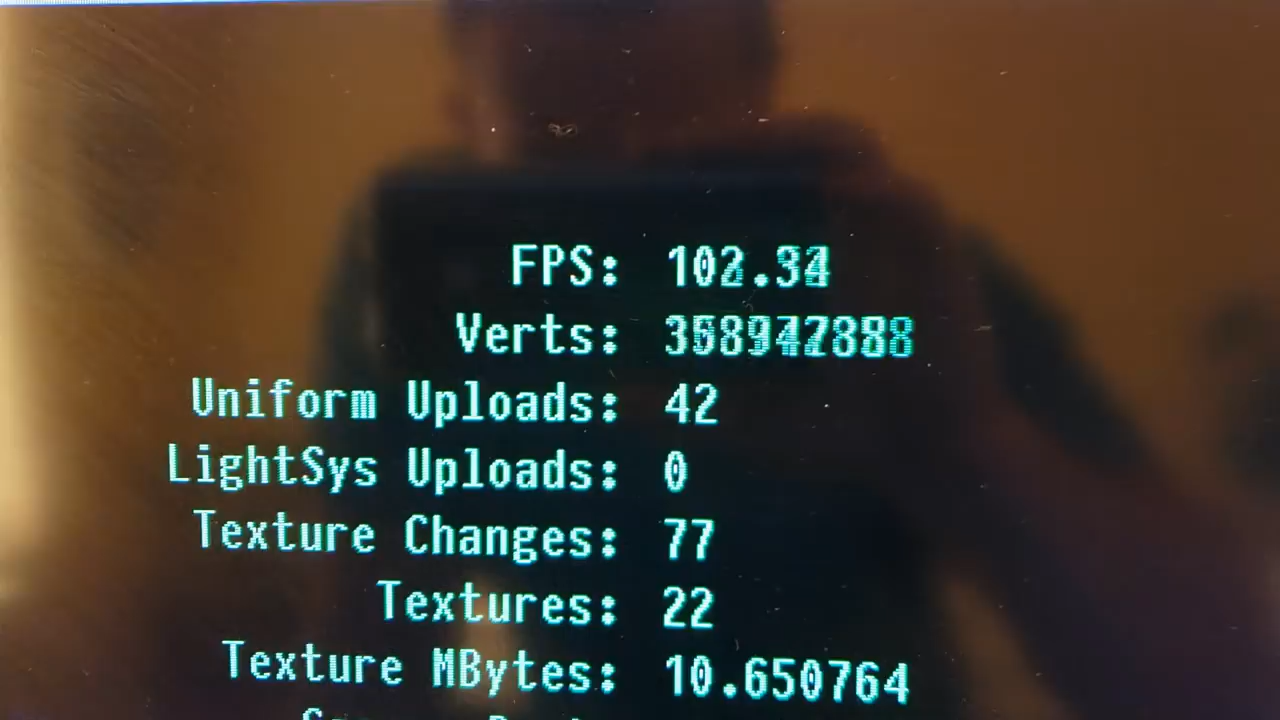 FPS:
Verts:
Uniform Uploads: 42
LightSys Uploads: 0
Texture Changes: 77
Textures: 22
Texture MBytes: 10.650764